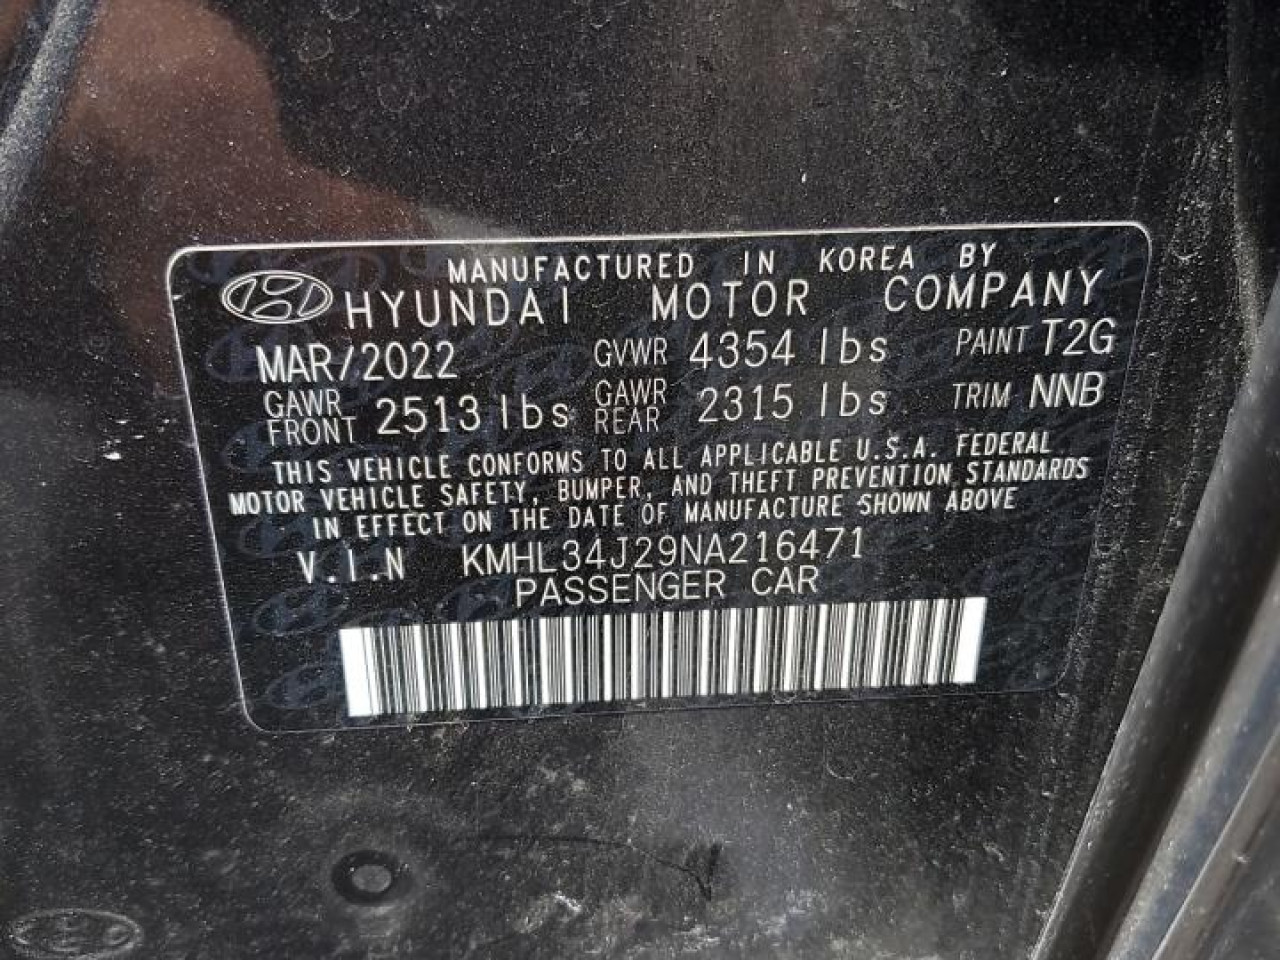 MANUFACTURED IN KOREA BY
HYUNDAI MOTOR COMPANY
MAR/2022 GVWR 4354 lbs PAINT T2G
GAWR FRONT 2513 lbs GAWR REAR 2315 lbs TRIM NNB
THIS VEHICLE CONFORMS TO ALL APPLICABLE U.S.A. FEDERAL
MOTOR VEHICLE SAFETY, BUMPER, AND THEFT PREVENTION STANDARDS
IN EFFECT ON THE DATE OF MANUFACTURE SHOWN ABOVE
V.I.N KMHL34J29NA216471
PASSENGER CAR